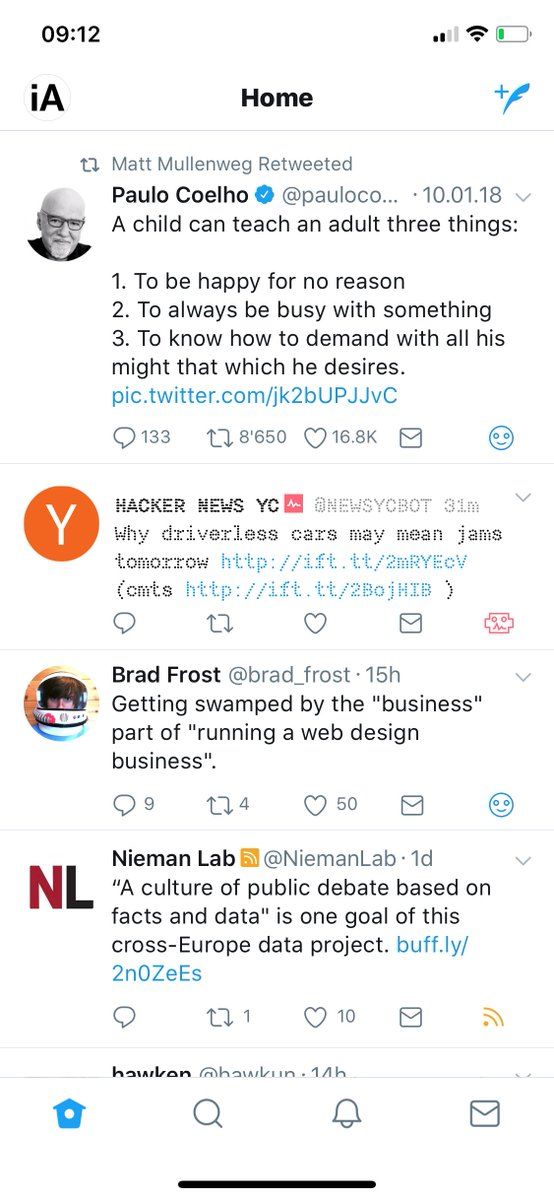 09:12
iA
Home
Matt Mullenweg Retweeted
Paulo Coelho @pauloco... · 10.01.18
A child can teach an adult three things:
1. To be happy for no reason
2. To always be busy with something
3. To know how to demand with all his
might that which he desires.
pic.twitter.com/jk2bUPJJvC
133 8'650 16.8K
Y
HACKER NEWS YC @NEWSYCBOT 31m
Why driverless cars may mean jams
tomorrow http://ift.tt/2mRYEcV
(cmts http://ift.tt/2BojHIB )
Brad Frost @brad_frost · 15h
Getting swamped by the "business"
part of "running a web design
business".
9 4 50
NL
Nieman Lab @NiemanLab · 1d
“A culture of public debate based on
facts and data" is one goal of this
cross-Europe data project. buff.ly/
2n0ZeEs
1 10
hawken @hawkun · 14h